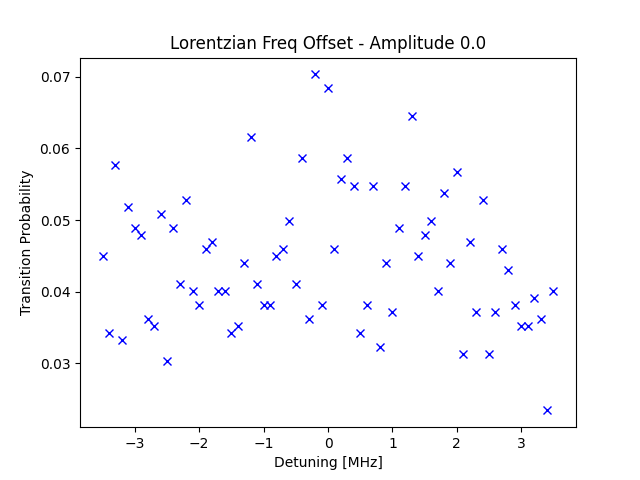 Lorentzian Freq Offset - Amplitude 0.0
Transition Probability
0.07
0.06
0.05
0.04
0.03
−3 −2 −1 0 1 2 3
Detuning [MHz]